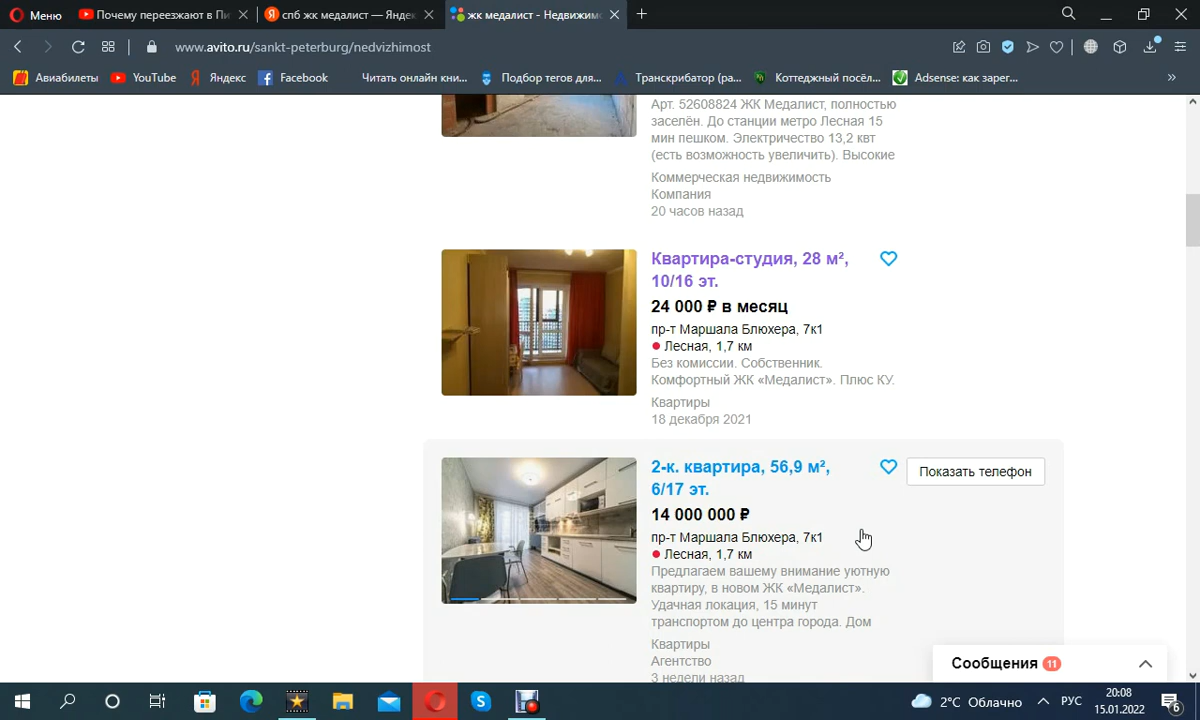 Меню
Почему переезжают в Пи
спб жк медалист — Яндек
жк медалист - Недвижимо
www.avito.ru/sankt-peterburg/nedvizhimost
Авиабилеты
YouTube
Яндекс
Facebook
Читать онлайн кни...
Подбор тегов для...
Транскрибатор (ра...
Коттеджный посёл...
Adsense: как зарег...
Арт. 52608824 ЖК Медалист, полностью
заселён. До станции метро Лесная 15
мин пешком. Электричество 13,2 квт
(есть возможность увеличить). Высокие
Коммерческая недвижимость
Компания
20 часов назад
Квартира-студия, 28 м²,
10/16 эт.
24 000 ₽ в месяц
пр-т Маршала Блюхера, 7к1
Лесная, 1,7 км
Без комиссии. Собственник.
Комфортный ЖК «Медалист». Плюс КУ.
Квартиры
18 декабря 2021
2-к. квартира, 56,9 м²,
6/17 эт.
Показать телефон
14 000 000 ₽
пр-т Маршала Блюхера, 7к1
Лесная, 1,7 км
Предлагаем вашему внимание уютную
квартиру, в новом ЖК «Медалист».
Удачная локация, 15 минут
транспортом до центра города. Дом
Квартиры
Агентство
3 недели назад
Сообщения 11
2°C Облачно
РУС
20:08
15.01.2022
6